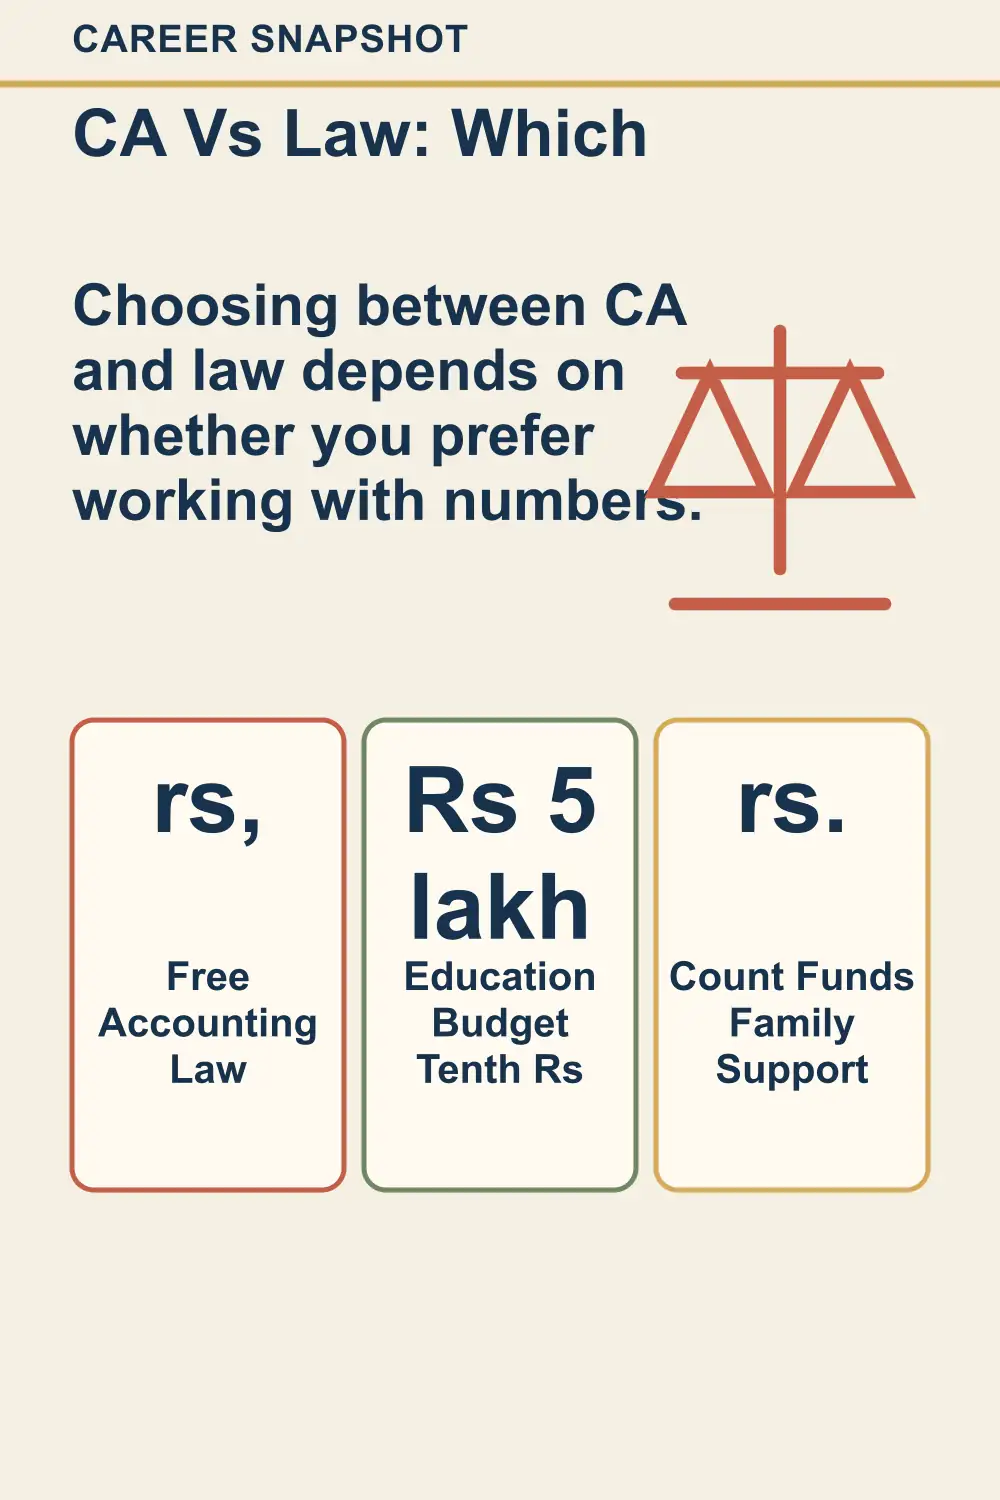 CAREER SNAPSHOT
CA Vs Law: Which
Choosing between CA
and law depends on
whether you prefer
working with numbers.
rs,
Free
Accounting
Law
Rs 5
lakh
Education
Budget
Tenth Rs
rs.
Count Funds
Family
Support